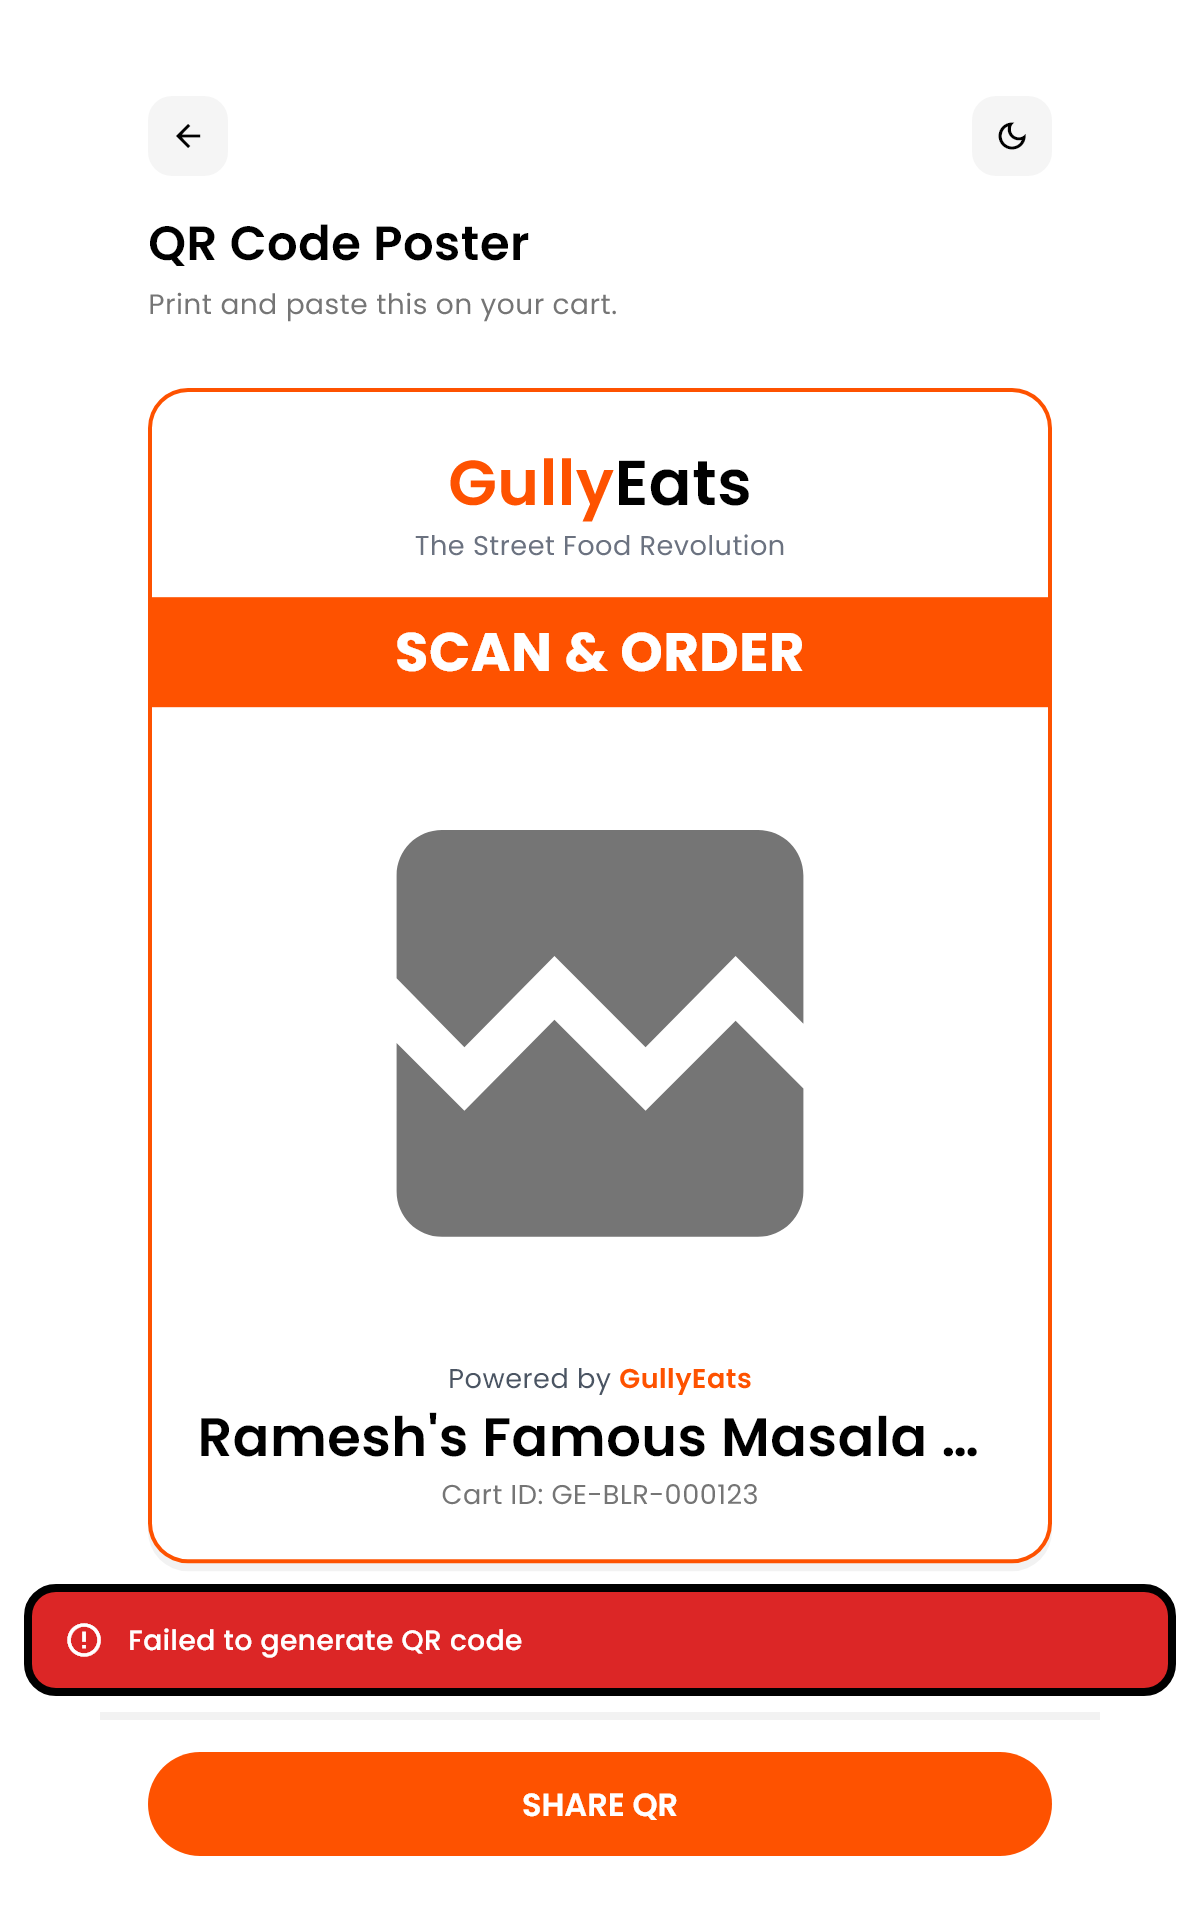 QR Code Poster
Print and paste this on your cart.
GullyEats
The Street Food Revolution
SCAN & ORDER
Powered by GullyEats
Ramesh's Famous Masala ...
Cart ID: GE-BLR-000123
Failed to generate QR code
SHARE QR